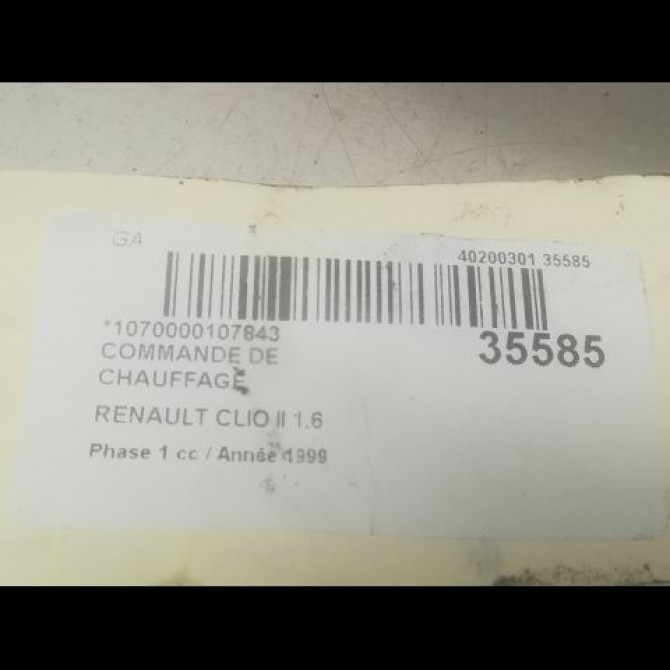 GA
40200301 35585
*1070000107843
35585
COMMANDE DE
CHAUFFAGE
RENAULT CLIO II 1.6
Phase 1 cc / Année 1999